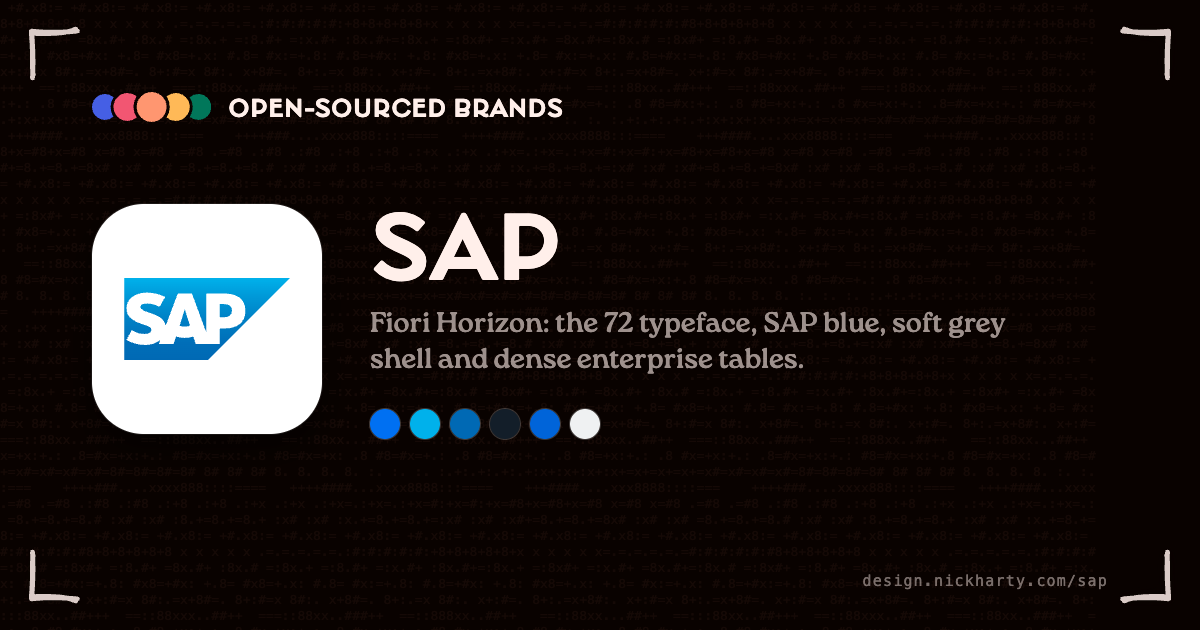 OPEN-SOURCED BRANDS
SAP
SAP
Fiori Horizon: the 72 typeface, SAP blue, soft grey
shell and dense enterprise tables.
design.nickharty.com/sap